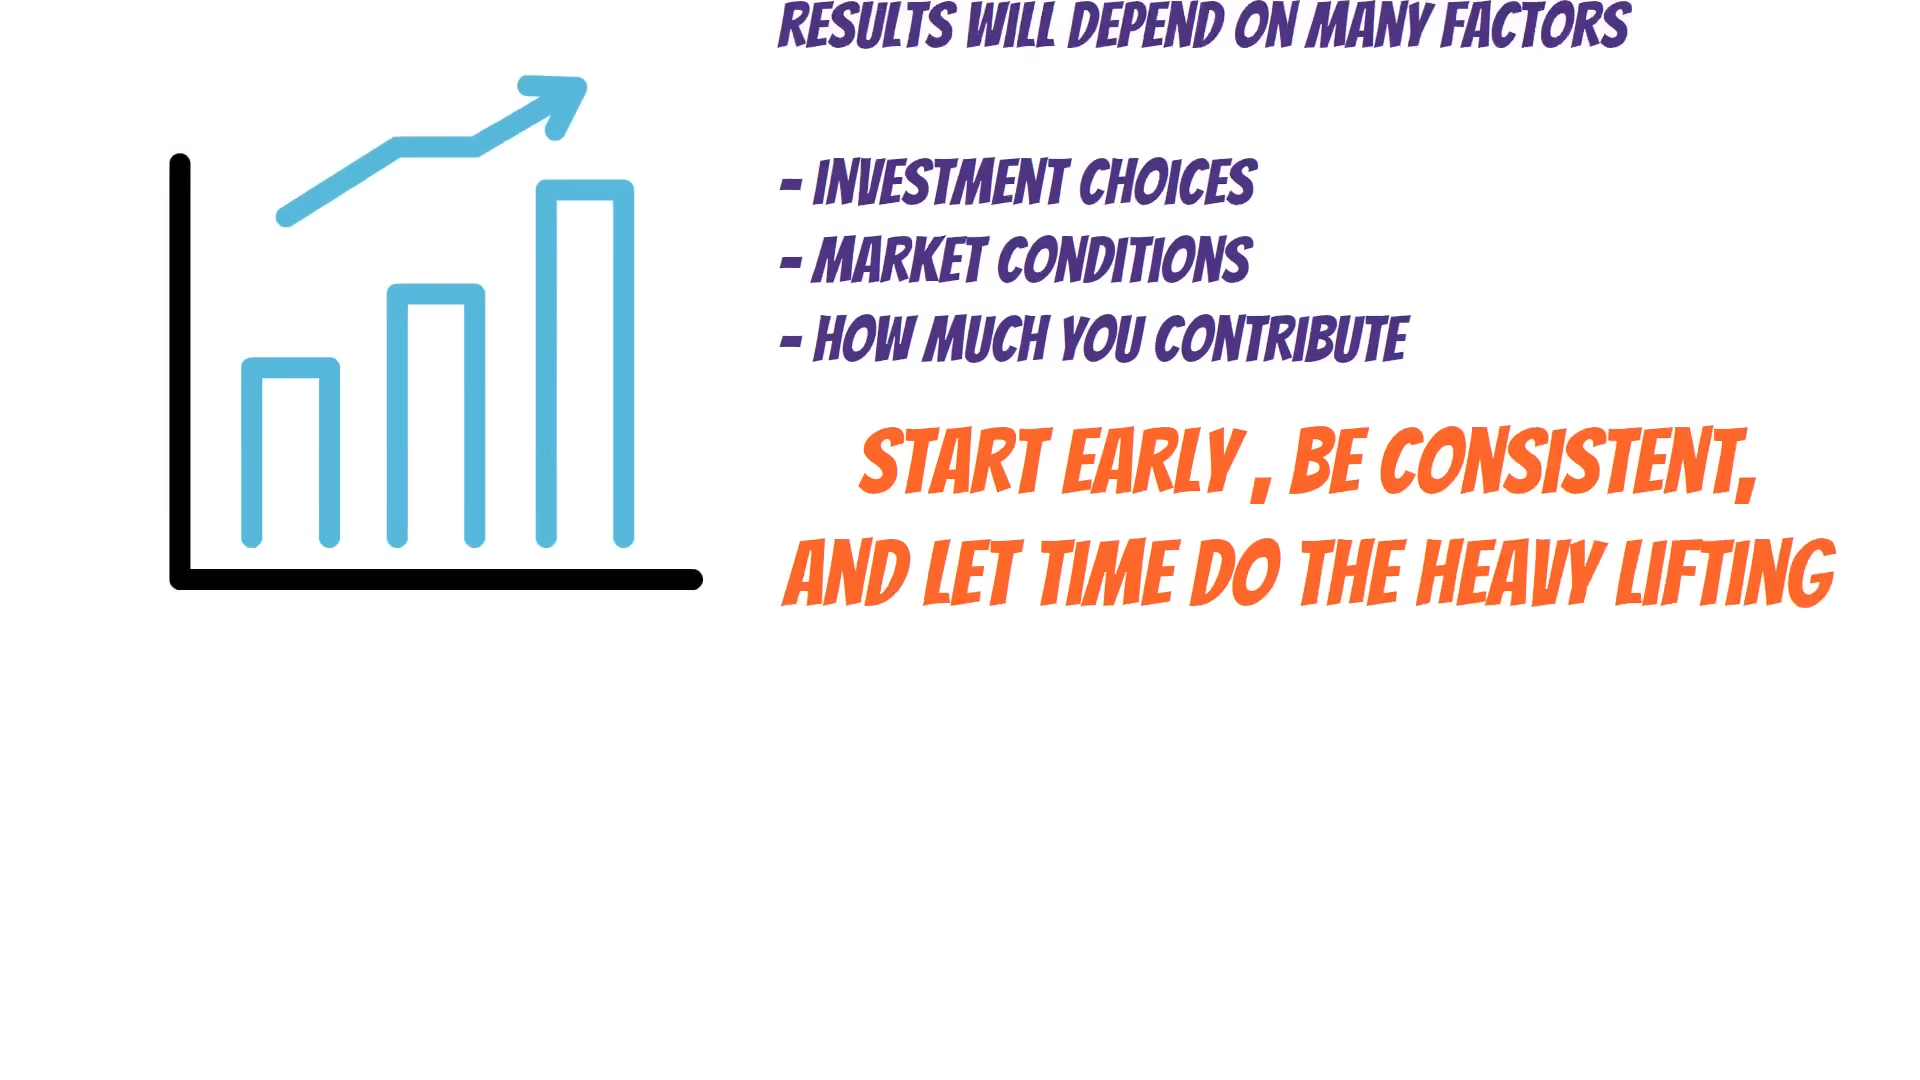 RESULTS WILL DEPEND ON MANY FACTORS
- INVESTMENT CHOICES
- MARKET CONDITIONS
- HOW MUCH YOU CONTRIBUTE
START EARLY , BE CONSISTENT,
AND LET TIME DO THE HEAVY LIFTING